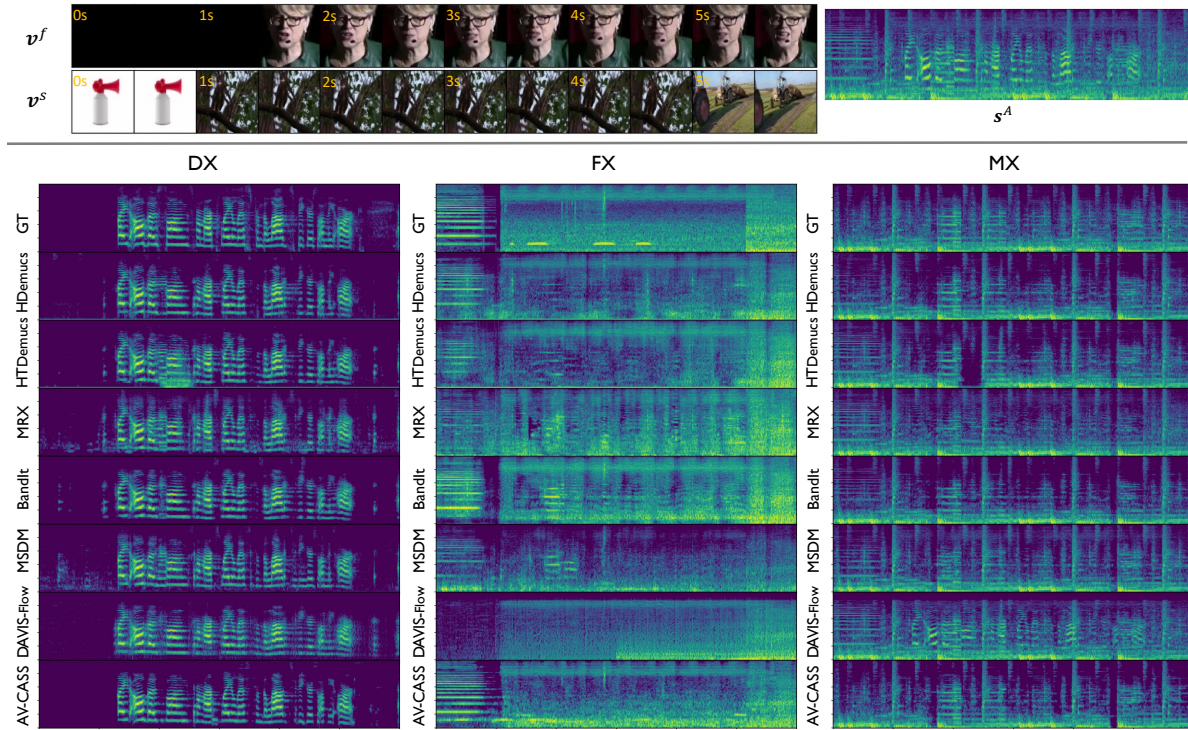 v^f
0s 1s 2s 3s 4s 5s
v^s
0s 1s 2s 3s 4s 5s
s^A
DX FX MX
GT GT GT
HDemucs HDemucs HDemucs
HTDemucs HTDemucs HTDemucs
MRX MRX MRX
BandIt BandIt BandIt
MSDM MSDM MSDM
DAVIS-Flow DAVIS-Flow DAVIS-Flow
AV-CASS AV-CASS AV-CASS